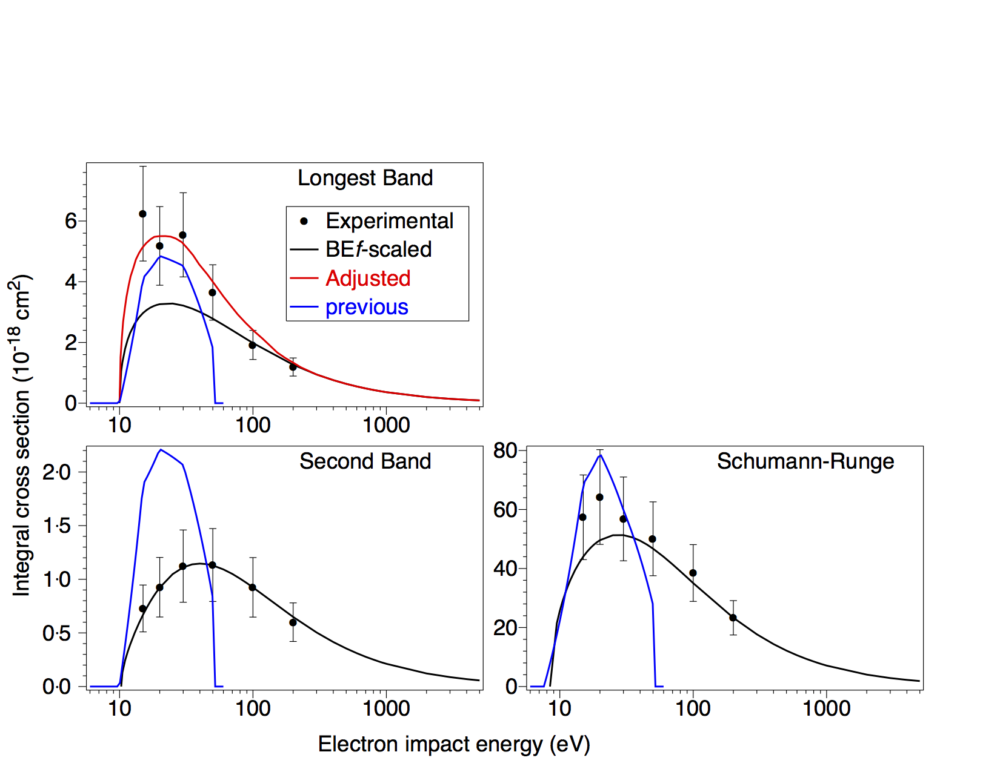 Longest Band
Experimental
BEf-scaled
Adjusted
previous
6
4
2
0
10 100 1000
Integral cross section (10-18 cm2)
Second Band
2·0
1·5
1·0
0·5
0·0
10 100 1000
Schumann-Runge
80
60
40
20
0
10 100 1000
Electron impact energy (eV)